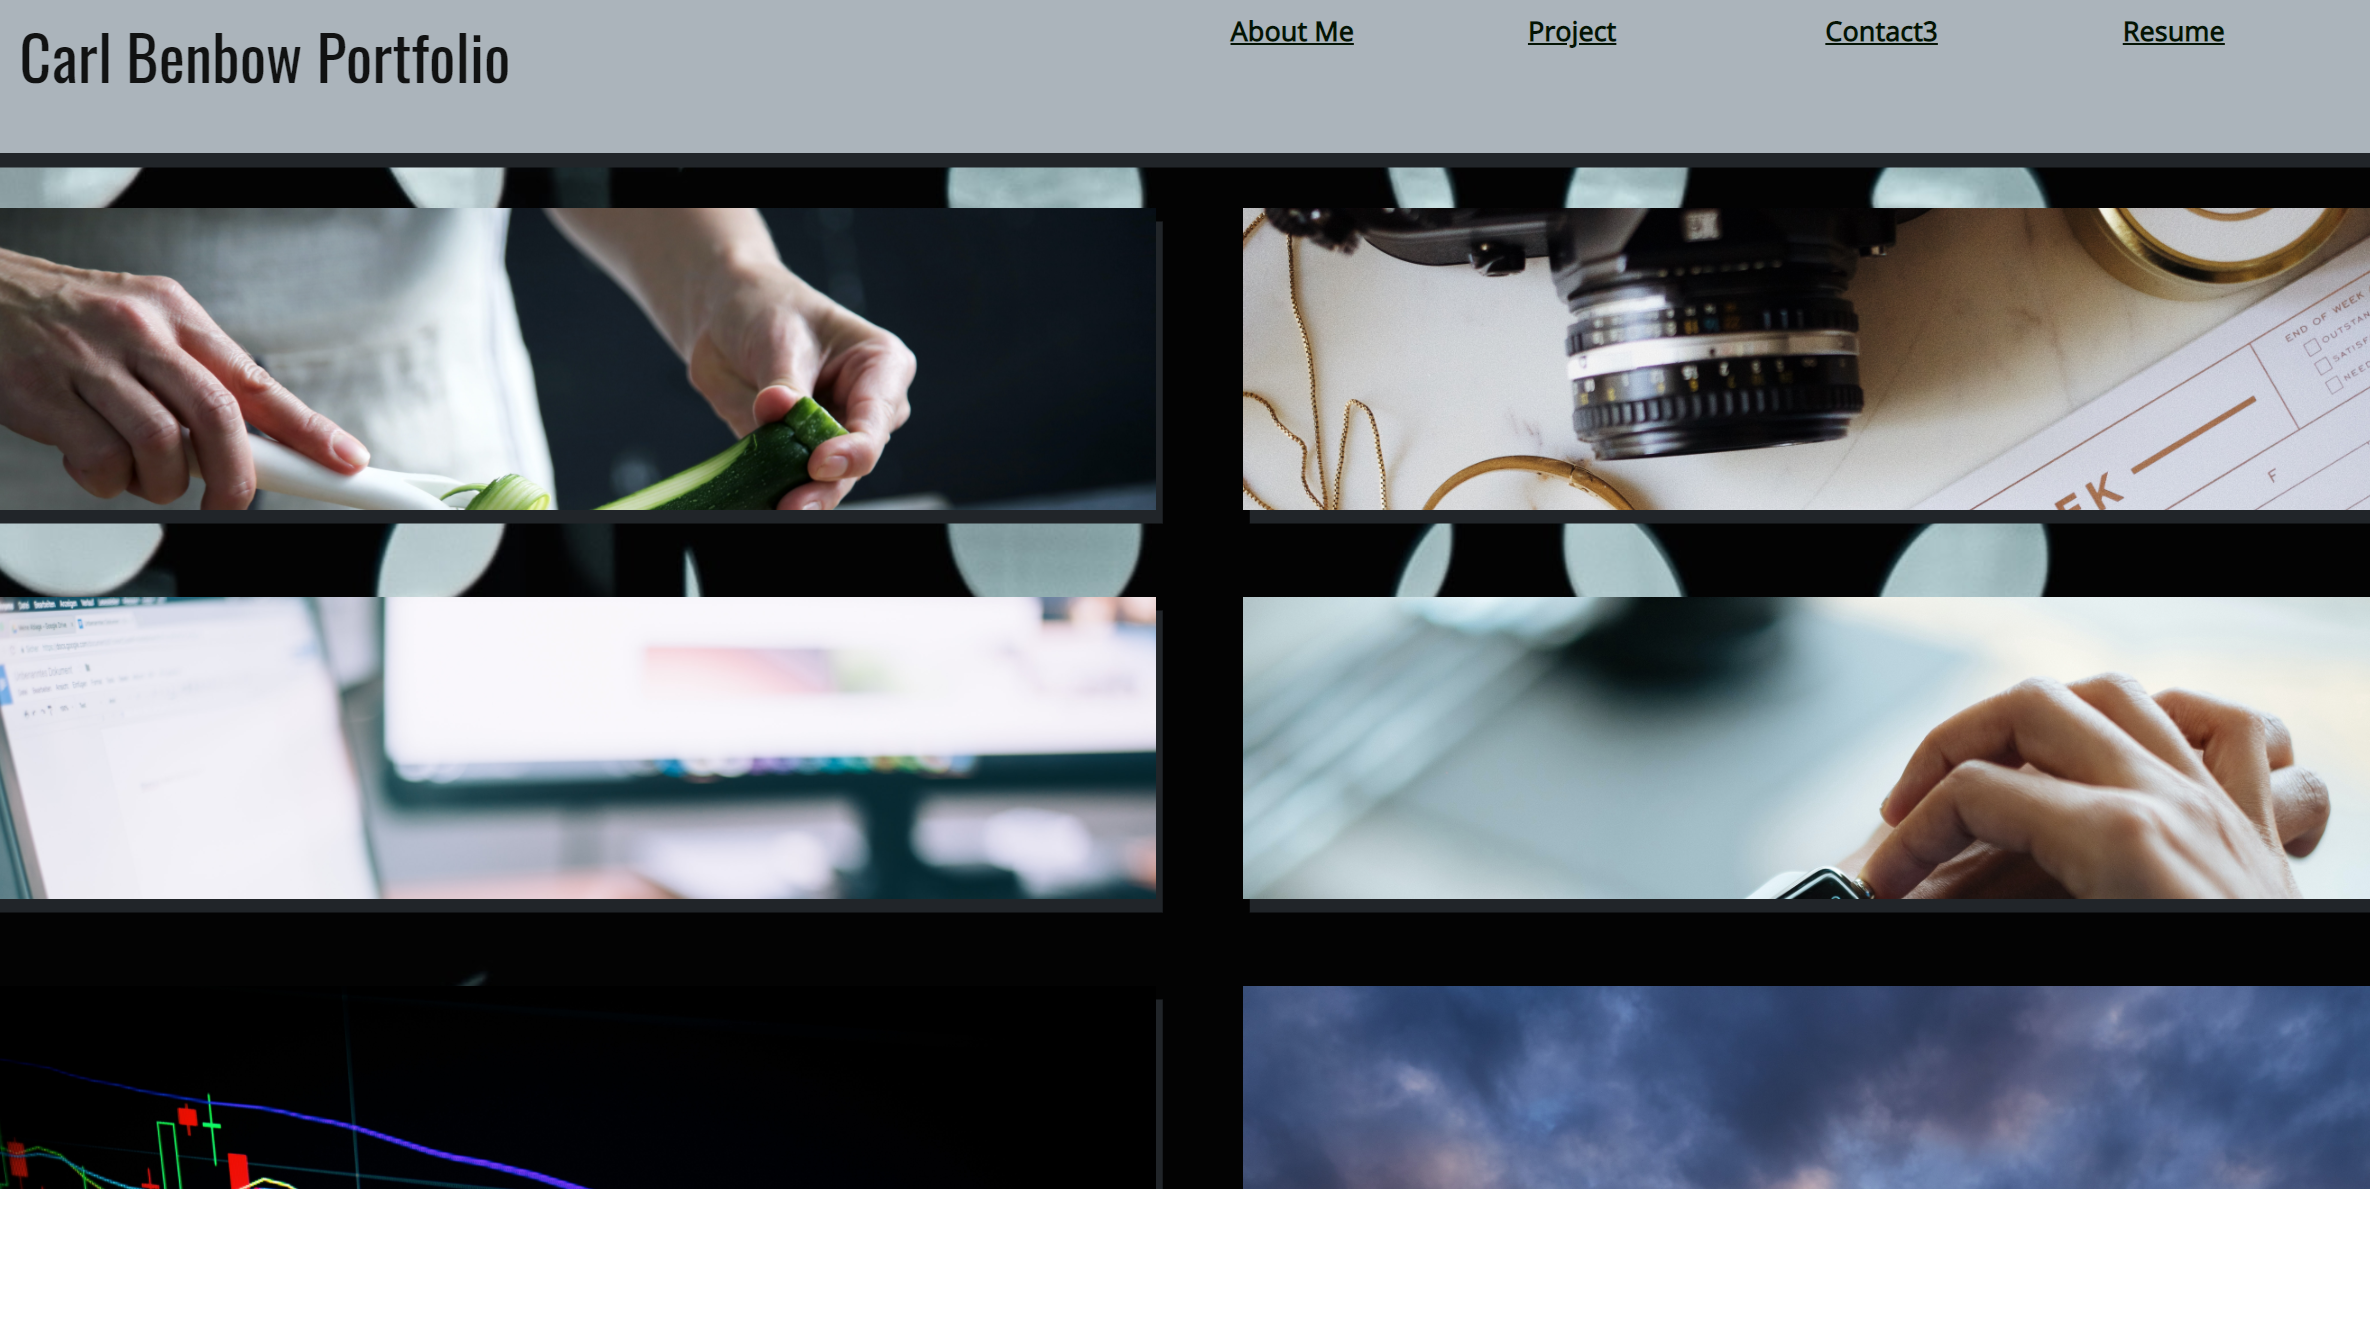 Carl Benbow Portfolio
About Me Project Contact3 Resume
END OF WEEK
OUTSTAN
SATISF
NEED
EK
F